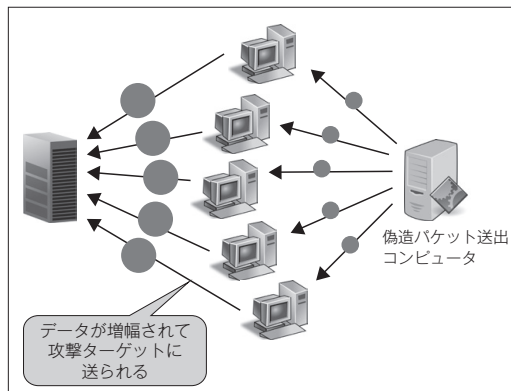 偽造パケット送出
コンピュータ
データが増幅されて
攻撃ターゲットに
送られる